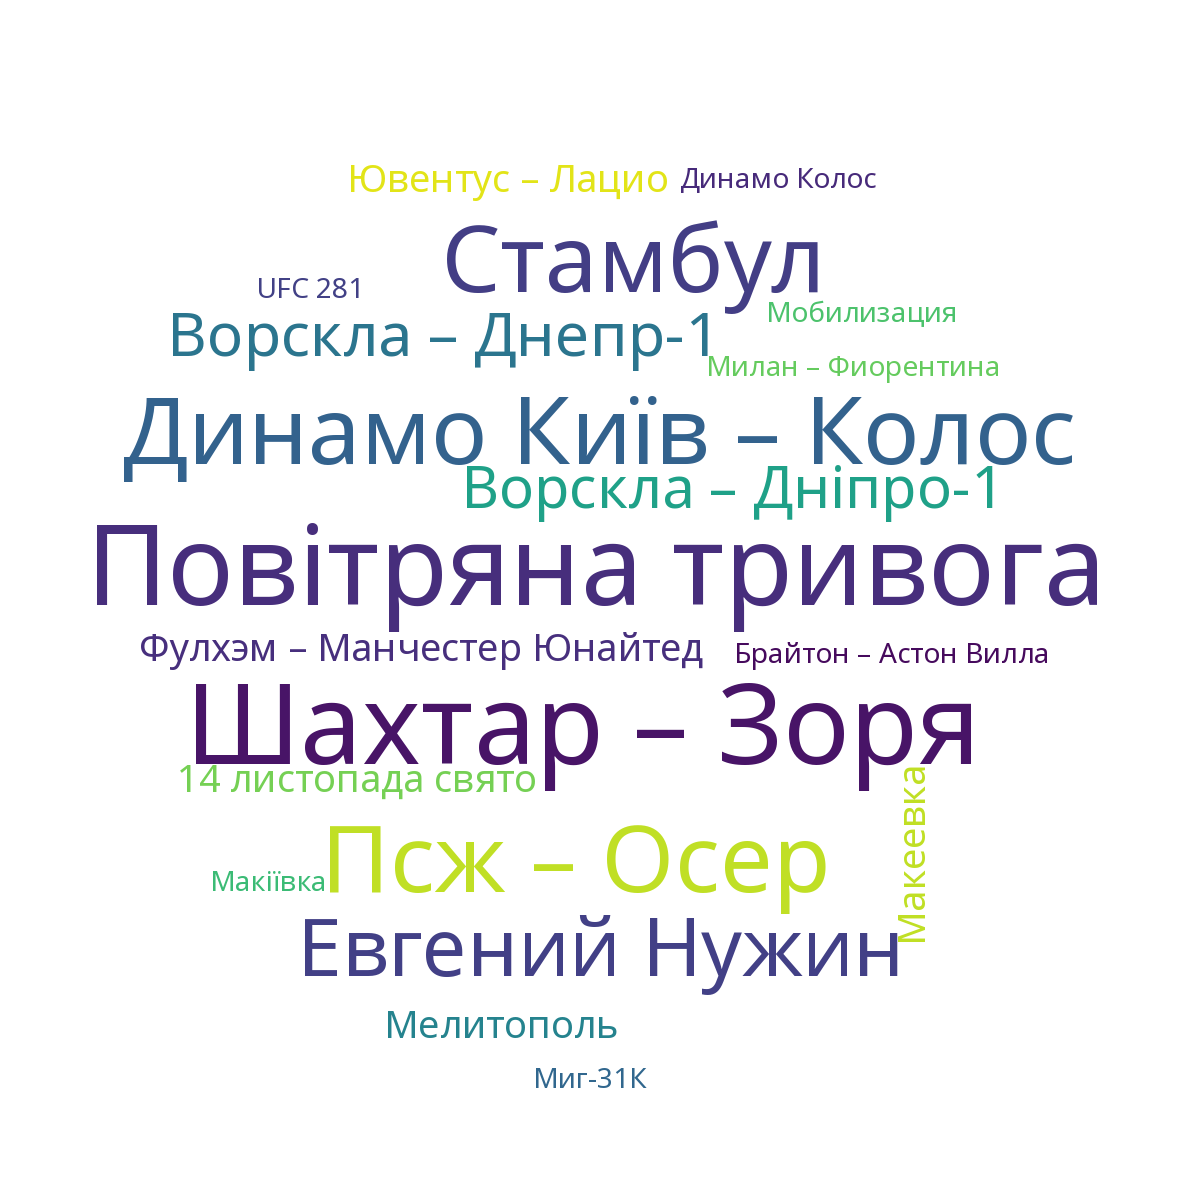 Ювентус – Лацио
Динамо Колос
Стамбул
UFC 281
Мобилизация
Ворскла – Днепр-1
Милан – Фиорентина
Динамо Київ – Колос
Ворскла – Дніпро-1
Повітряна тривога
Фулхэм – Манчестер Юнайтед
Брайтон – Астон Вилла
Шахтар – Зоря
14 листопада свято
Макеевка
Псж – Осер
Макіївка
Евгений Нужин
Мелитополь
Миг-31К